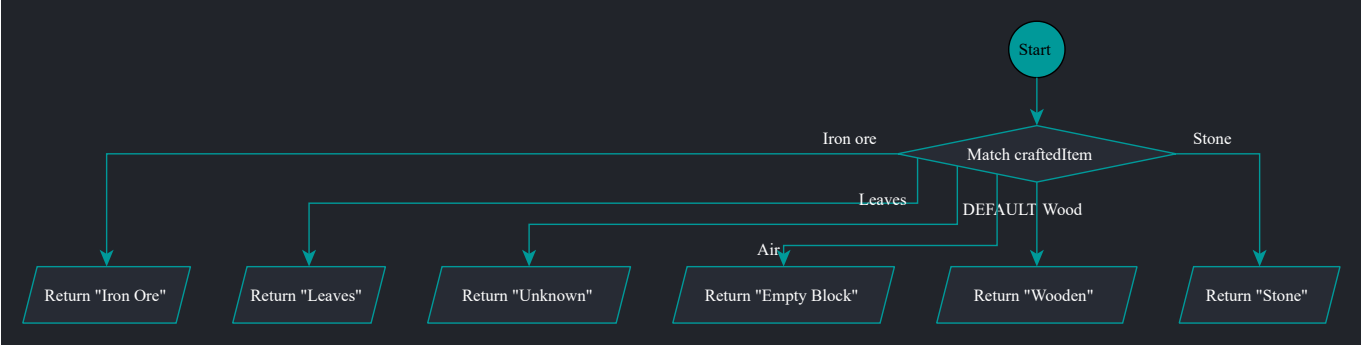 Start
Iron ore
Stone
Match craftedItem
Leaves
DEFAULT
Wood
Air
Return "Iron Ore"
Return "Leaves"
Return "Unknown"
Return "Empty Block"
Return "Wooden"
Return "Stone"